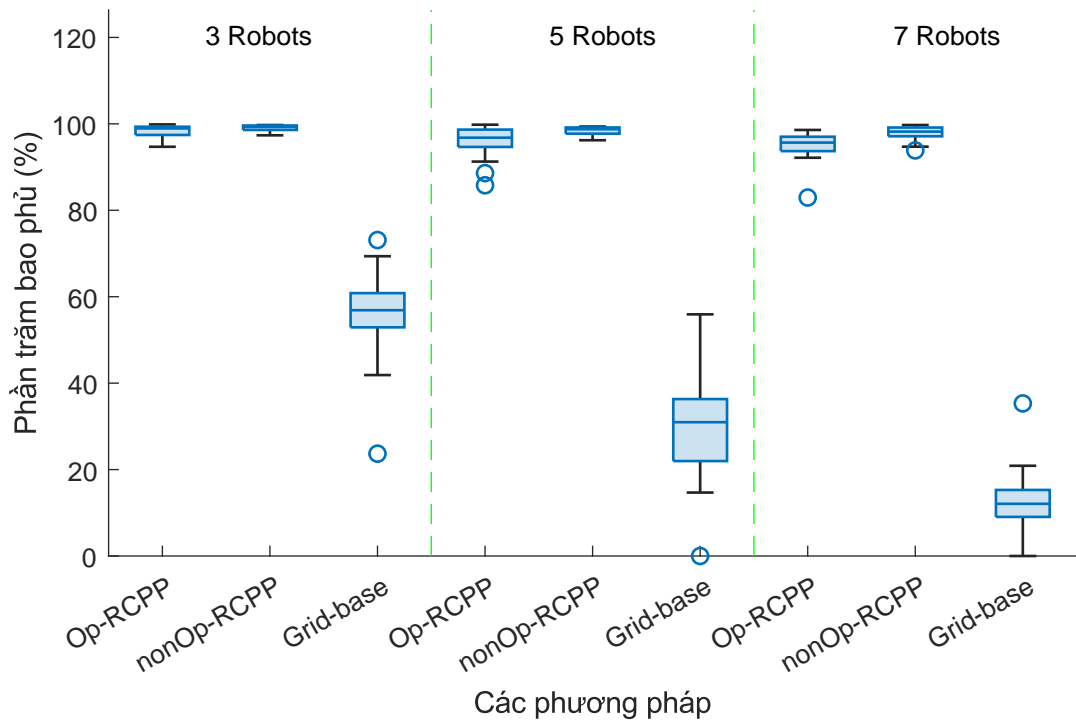 3 Robots
5 Robots
7 Robots
Phần trăm bao phủ (%)
120
100
80
60
40
20
0
Op-RCPP
nonOp-RCPP
Grid-base
Op-RCPP
nonOp-RCPP
Grid-base
Op-RCPP
nonOp-RCPP
Grid-base
Các phương pháp